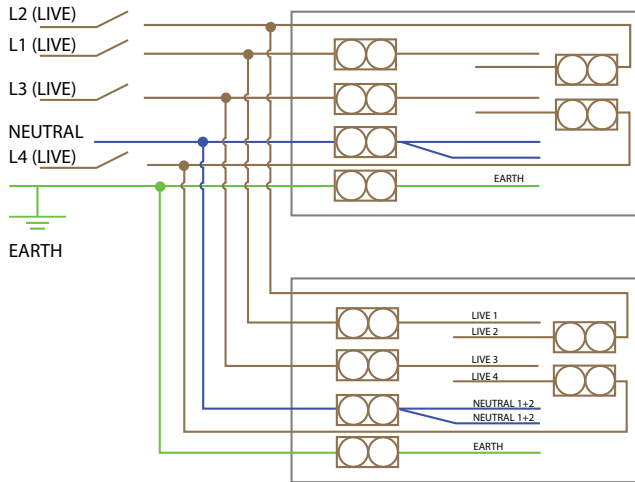 L2 (LIVE)
L1 (LIVE)
L3 (LIVE)
NEUTRAL
L4 (LIVE)
EARTH
EARTH
LIVE 1
LIVE 2
LIVE 3
LIVE 4
NEUTRAL 1+2
NEUTRAL 1+2
EARTH